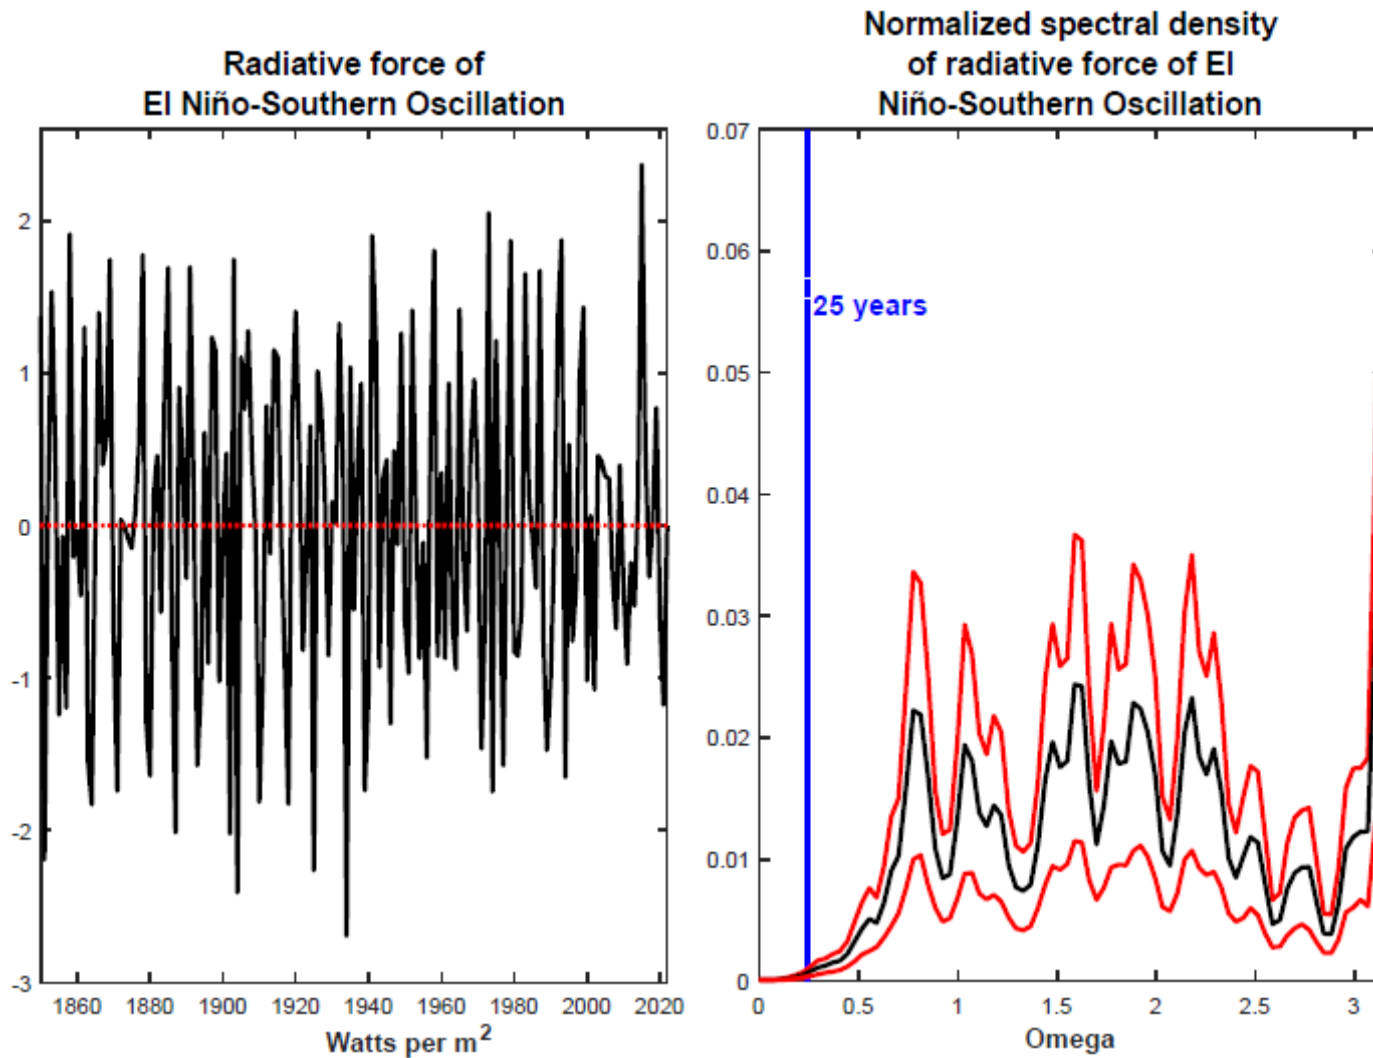 Radiative force of
El Niño-Southern Oscillation
2
1
0
-1
-2
-3
1860 1880 1900 1920 1940 1960 1980 2000 2020
Watts per m²
Normalized spectral density
of radiative force of El
Niño-Southern Oscillation
0.07
0.06
25 years
0.05
0.04
0.03
0.02
0.01
0
0 0.5 1 1.5 2 2.5 3
Omega